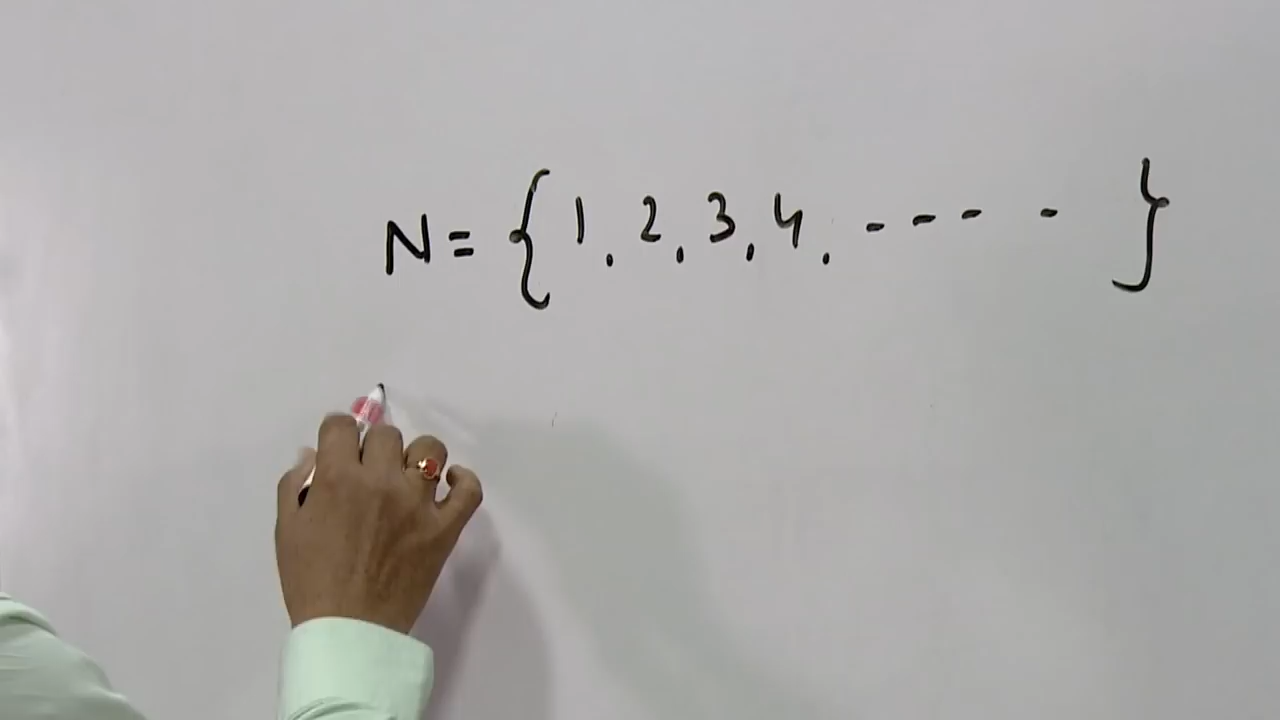 N = { 1, 2, 3, 4, - - - - }